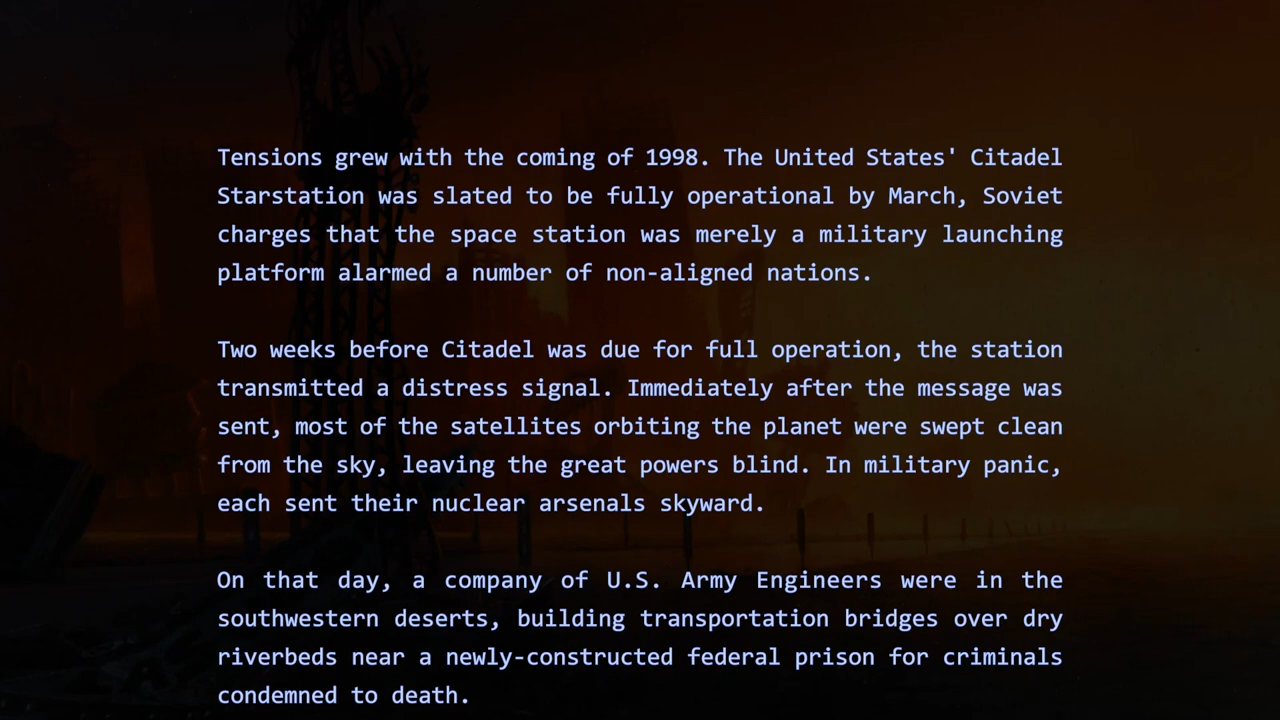 Tensions grew with the coming of 1998. The United States' Citadel
Starstation was slated to be fully operational by March, Soviet
charges that the space station was merely a military launching
platform alarmed a number of non-aligned nations.
Two weeks before Citadel was due for full operation, the station
transmitted a distress signal. Immediately after the message was
sent, most of the satellites orbiting the planet were swept clean
from the sky, leaving the great powers blind. In military panic,
each sent their nuclear arsenals skyward.
On that day, a company of U.S. Army Engineers were in the
southwestern deserts, building transportation bridges over dry
riverbeds near a newly-constructed federal prison for criminals
condemned to death.